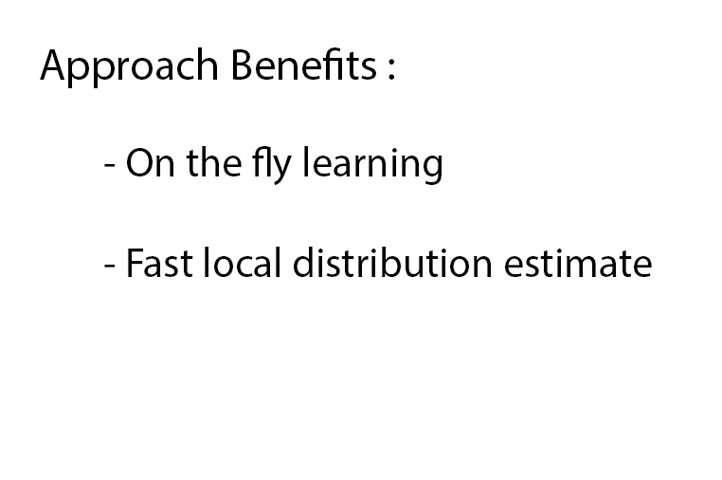 Approach Benefits :
- On the fly learning
- Fast local distribution estimate